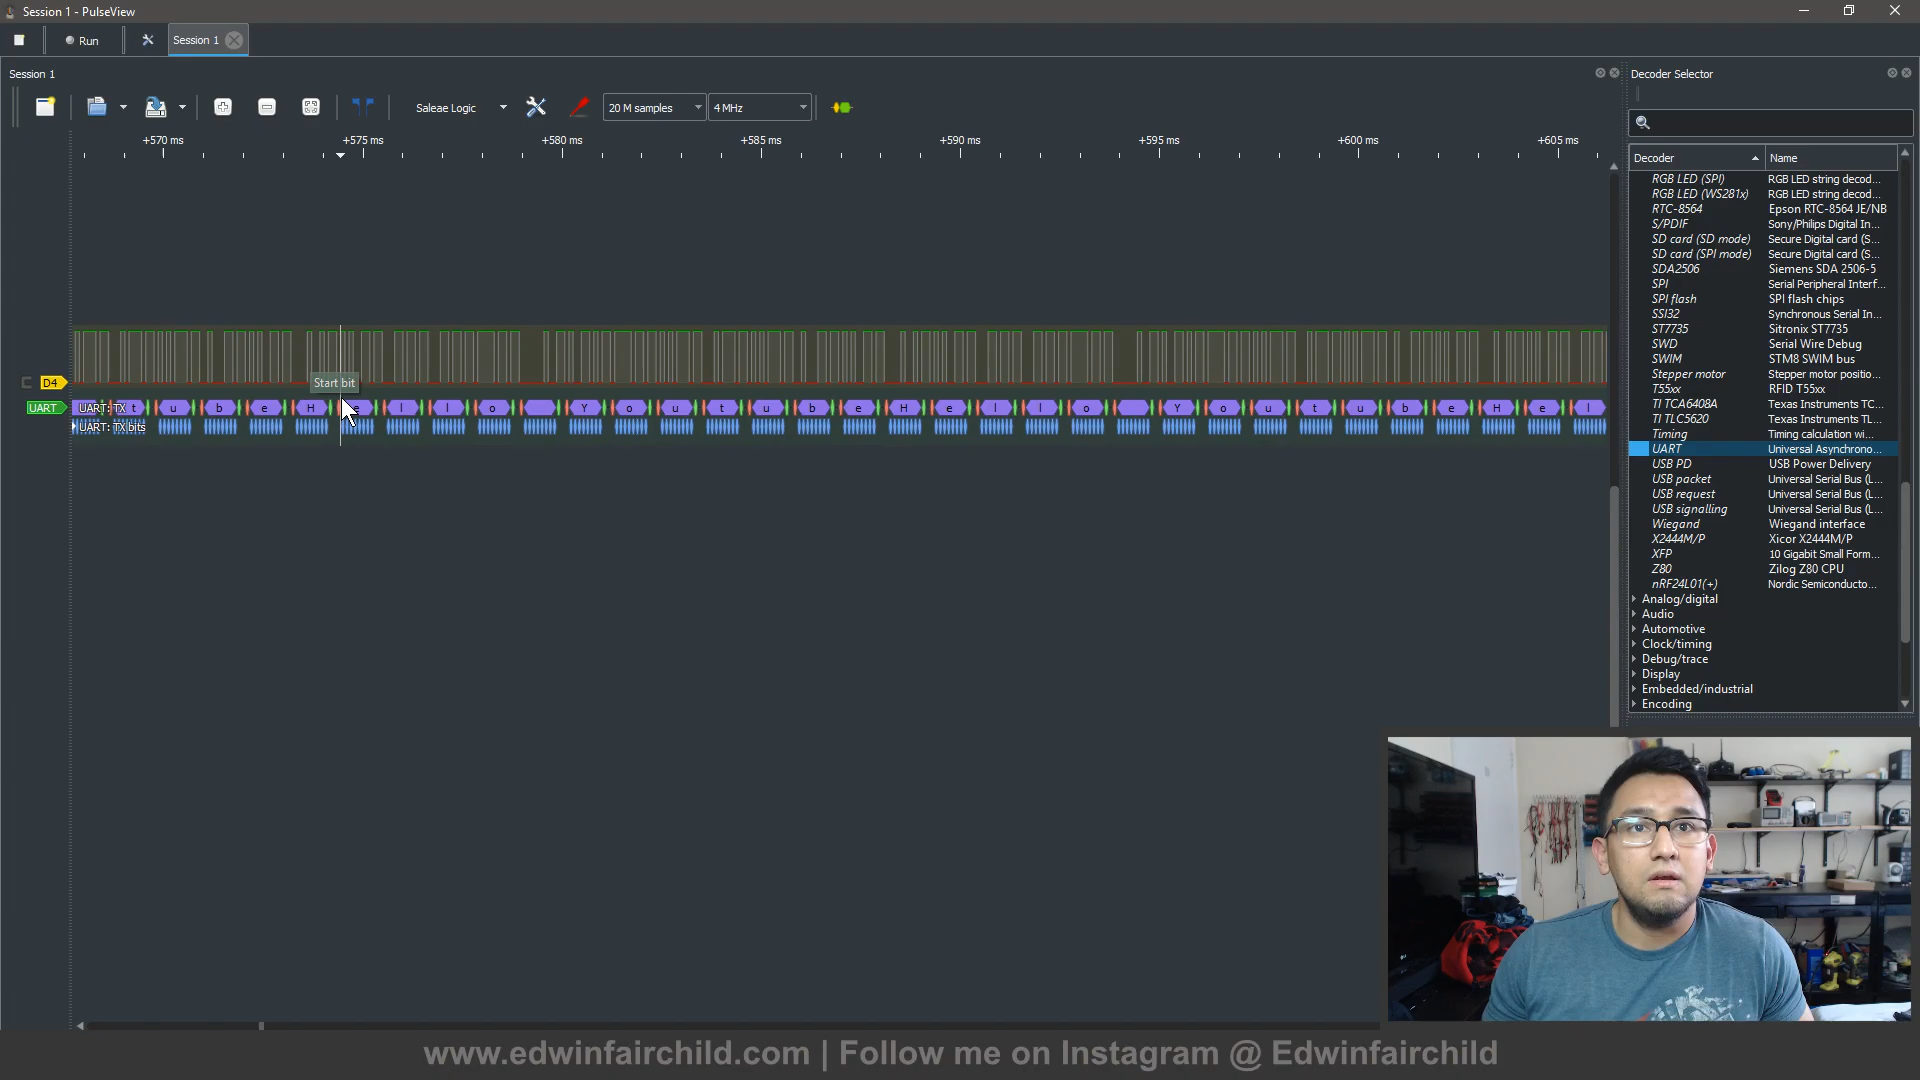 Session 1 - PulseView
Run
Session 1
Session 1
Decoder Selector
Saleae Logic
20 M samples
4 MHz
+570 ms +575 ms +580 ms +585 ms +590 ms +595 ms +600 ms +605 ms
Decoder Name
RGB LED (SPI) RGB LED string decod...
RGB LED (WS281x) RGB LED string decod...
RTC-8564 Epson RTC-8564 JE/NB
S/PDIF Sony/Philips Digital In...
SD card (SD mode) Secure Digital card (S...
SD card (SPI mode) Secure Digital card (S...
SDA2506 Siemens SDA 2506-5
SPI Serial Peripheral Interf...
SPI flash SPI flash chips
SSI32 Synchronous Serial In...
ST7735 Sitronix ST7735
SWD Serial Wire Debug
SWIM STM8 SWIM bus
Stepper motor Stepper motor positio...
T55xx RFID T55xx
TI TCA6408A Texas Instruments TC...
TI TLC5620 Texas Instruments TL...
Timing Timing calculation wi...
UART Universal Asynchrono...
USB PD USB Power Delivery
USB packet Universal Serial Bus (L...
USB request Universal Serial Bus (L...
USB signalling Universal Serial Bus (L...
Wiegand Wiegand interface
X2444M/P Xicor X2444M/P
XFP 10 Gigabit Small Form...
Z80 Zilog Z80 CPU
nRF24L01(+) Nordic Semiconducto...
Analog/digital
Audio
Automotive
Clock/timing
Debug/trace
Display
Embedded/industrial
Encoding
D4
Start bit
UART UART: TX t u b e H e l l o Y o u t u b e H e l l o Y o u t u b e H e l
UART: TX bits
www.edwinfairchild.com | Follow me on Instagram @ Edwinfairchild